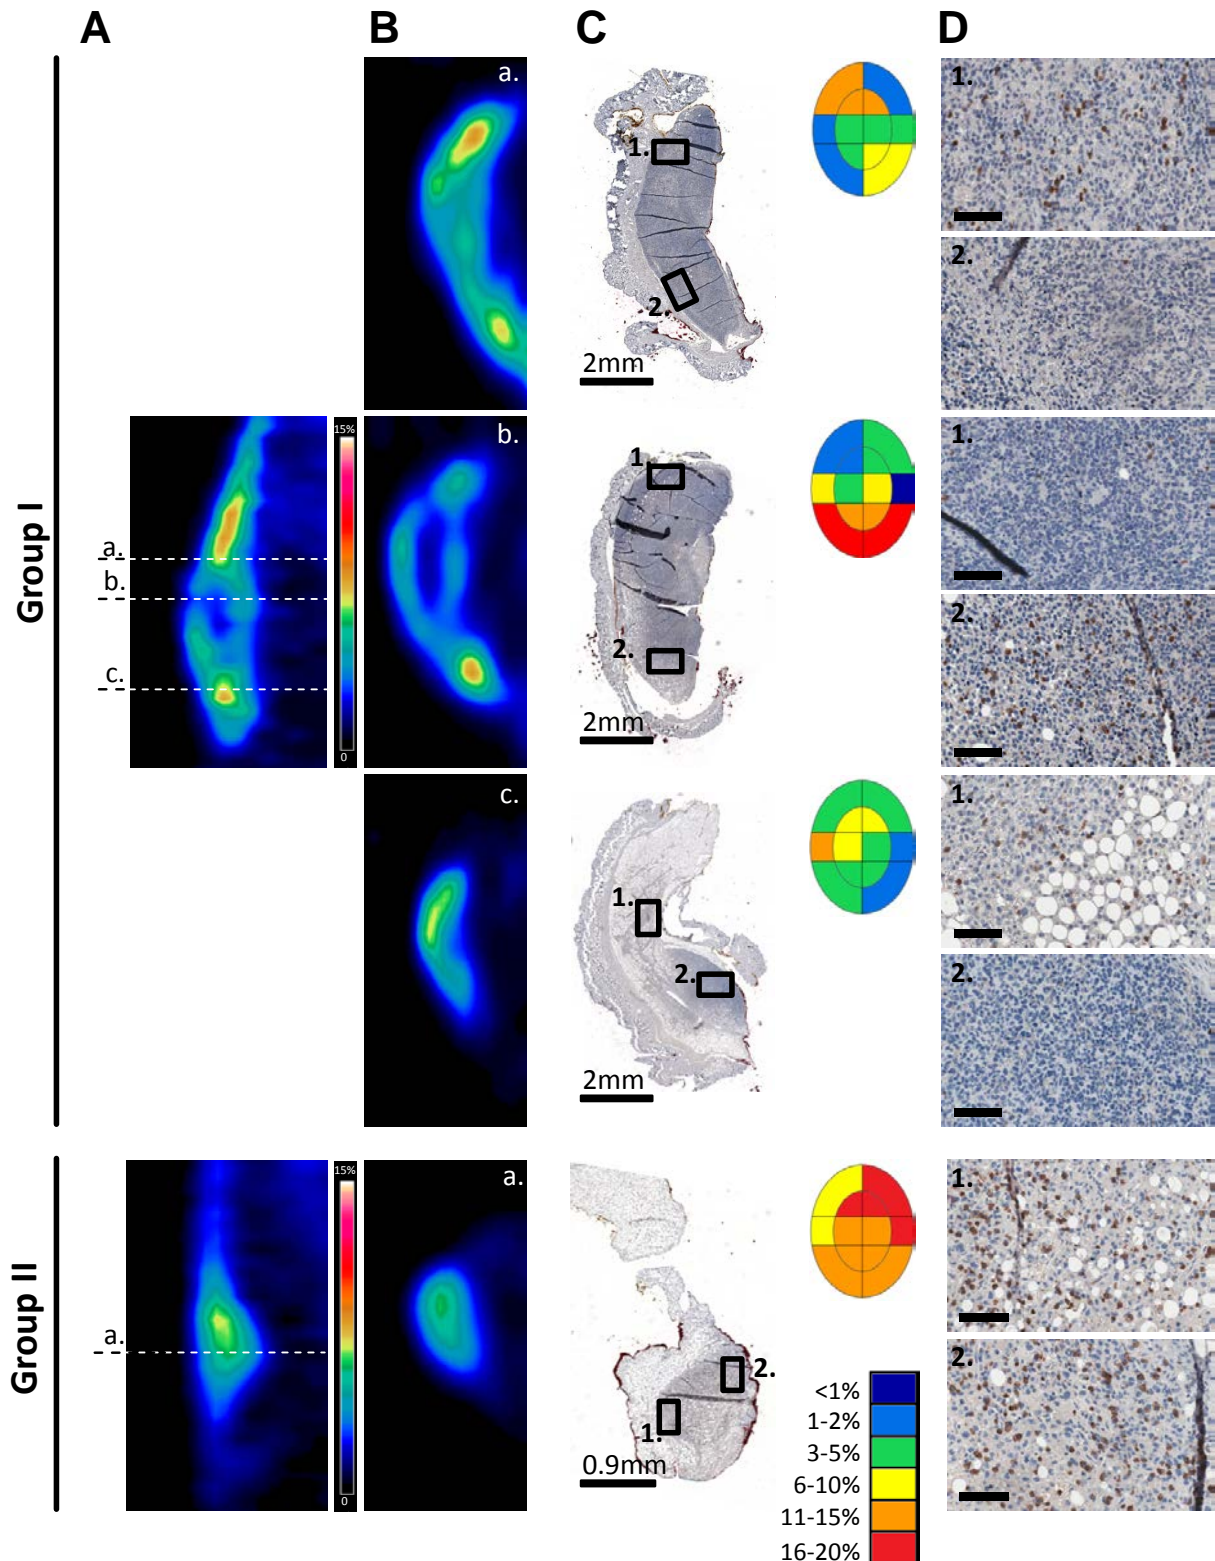 A B C D
Group I
a.
1.
2.
2mm
1.
2.
15%
0
a.
b.
c.
b.
1.
2.
2mm
1.
2.
c.
1.
2.
2mm
1.
2.
Group II
15%
0
a.
a.
2.
1.
0.9mm
<1%
1-2%
3-5%
6-10%
11-15%
16-20%
1.
2.